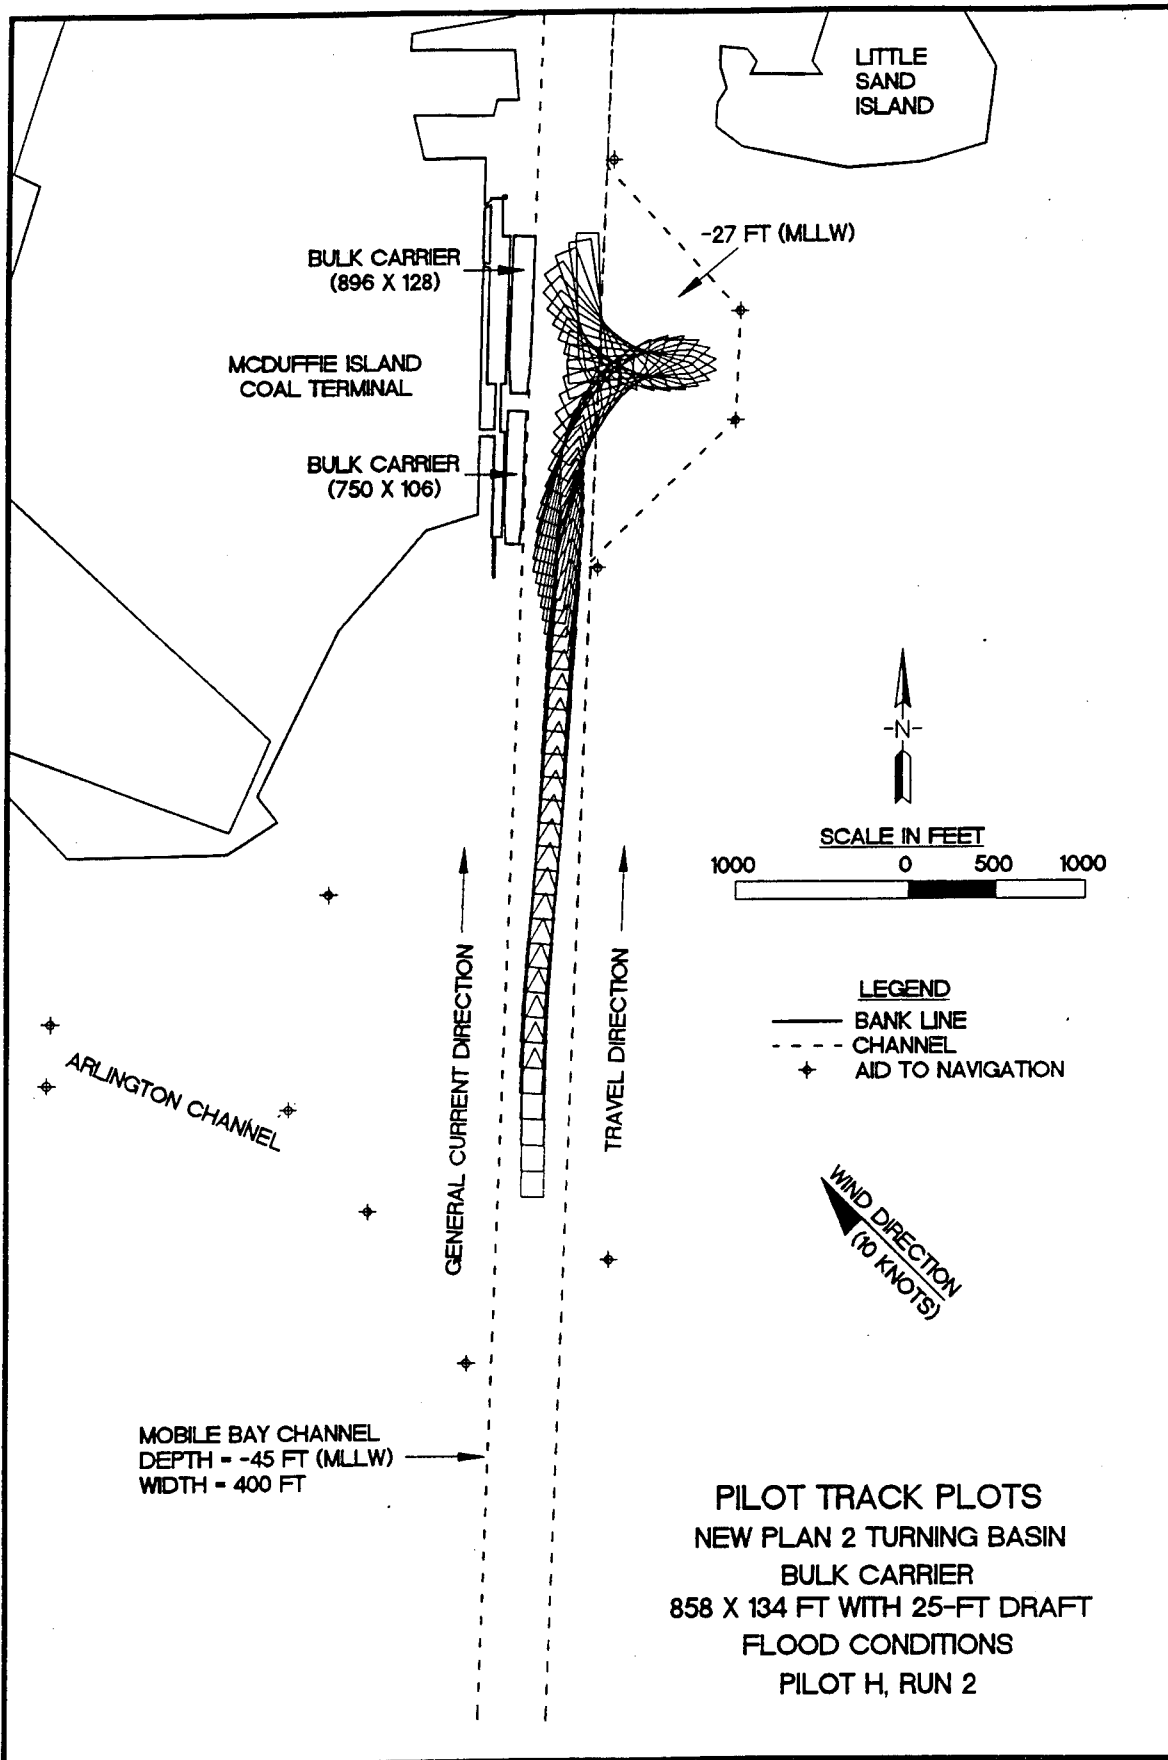 LITTLE
SAND
ISLAND
-27 FT (MLLW)
BULK CARRIER
(896 X 128)
MCDUFFIE ISLAND
COAL TERMINAL
BULK CARRIER
(750 X 106)
-N-
SCALE IN FEET
1000 0 500 1000
GENERAL CURRENT DIRECTION
TRAVEL DIRECTION
LEGEND
BANK LINE
CHANNEL
AID TO NAVIGATION
ARLINGTON CHANNEL
WIND DIRECTION
(10 KNOTS)
MOBILE BAY CHANNEL
DEPTH = -45 FT (MLLW)
WIDTH = 400 FT
PILOT TRACK PLOTS
NEW PLAN 2 TURNING BASIN
BULK CARRIER
858 X 134 FT WITH 25-FT DRAFT
FLOOD CONDITIONS
PILOT H, RUN 2